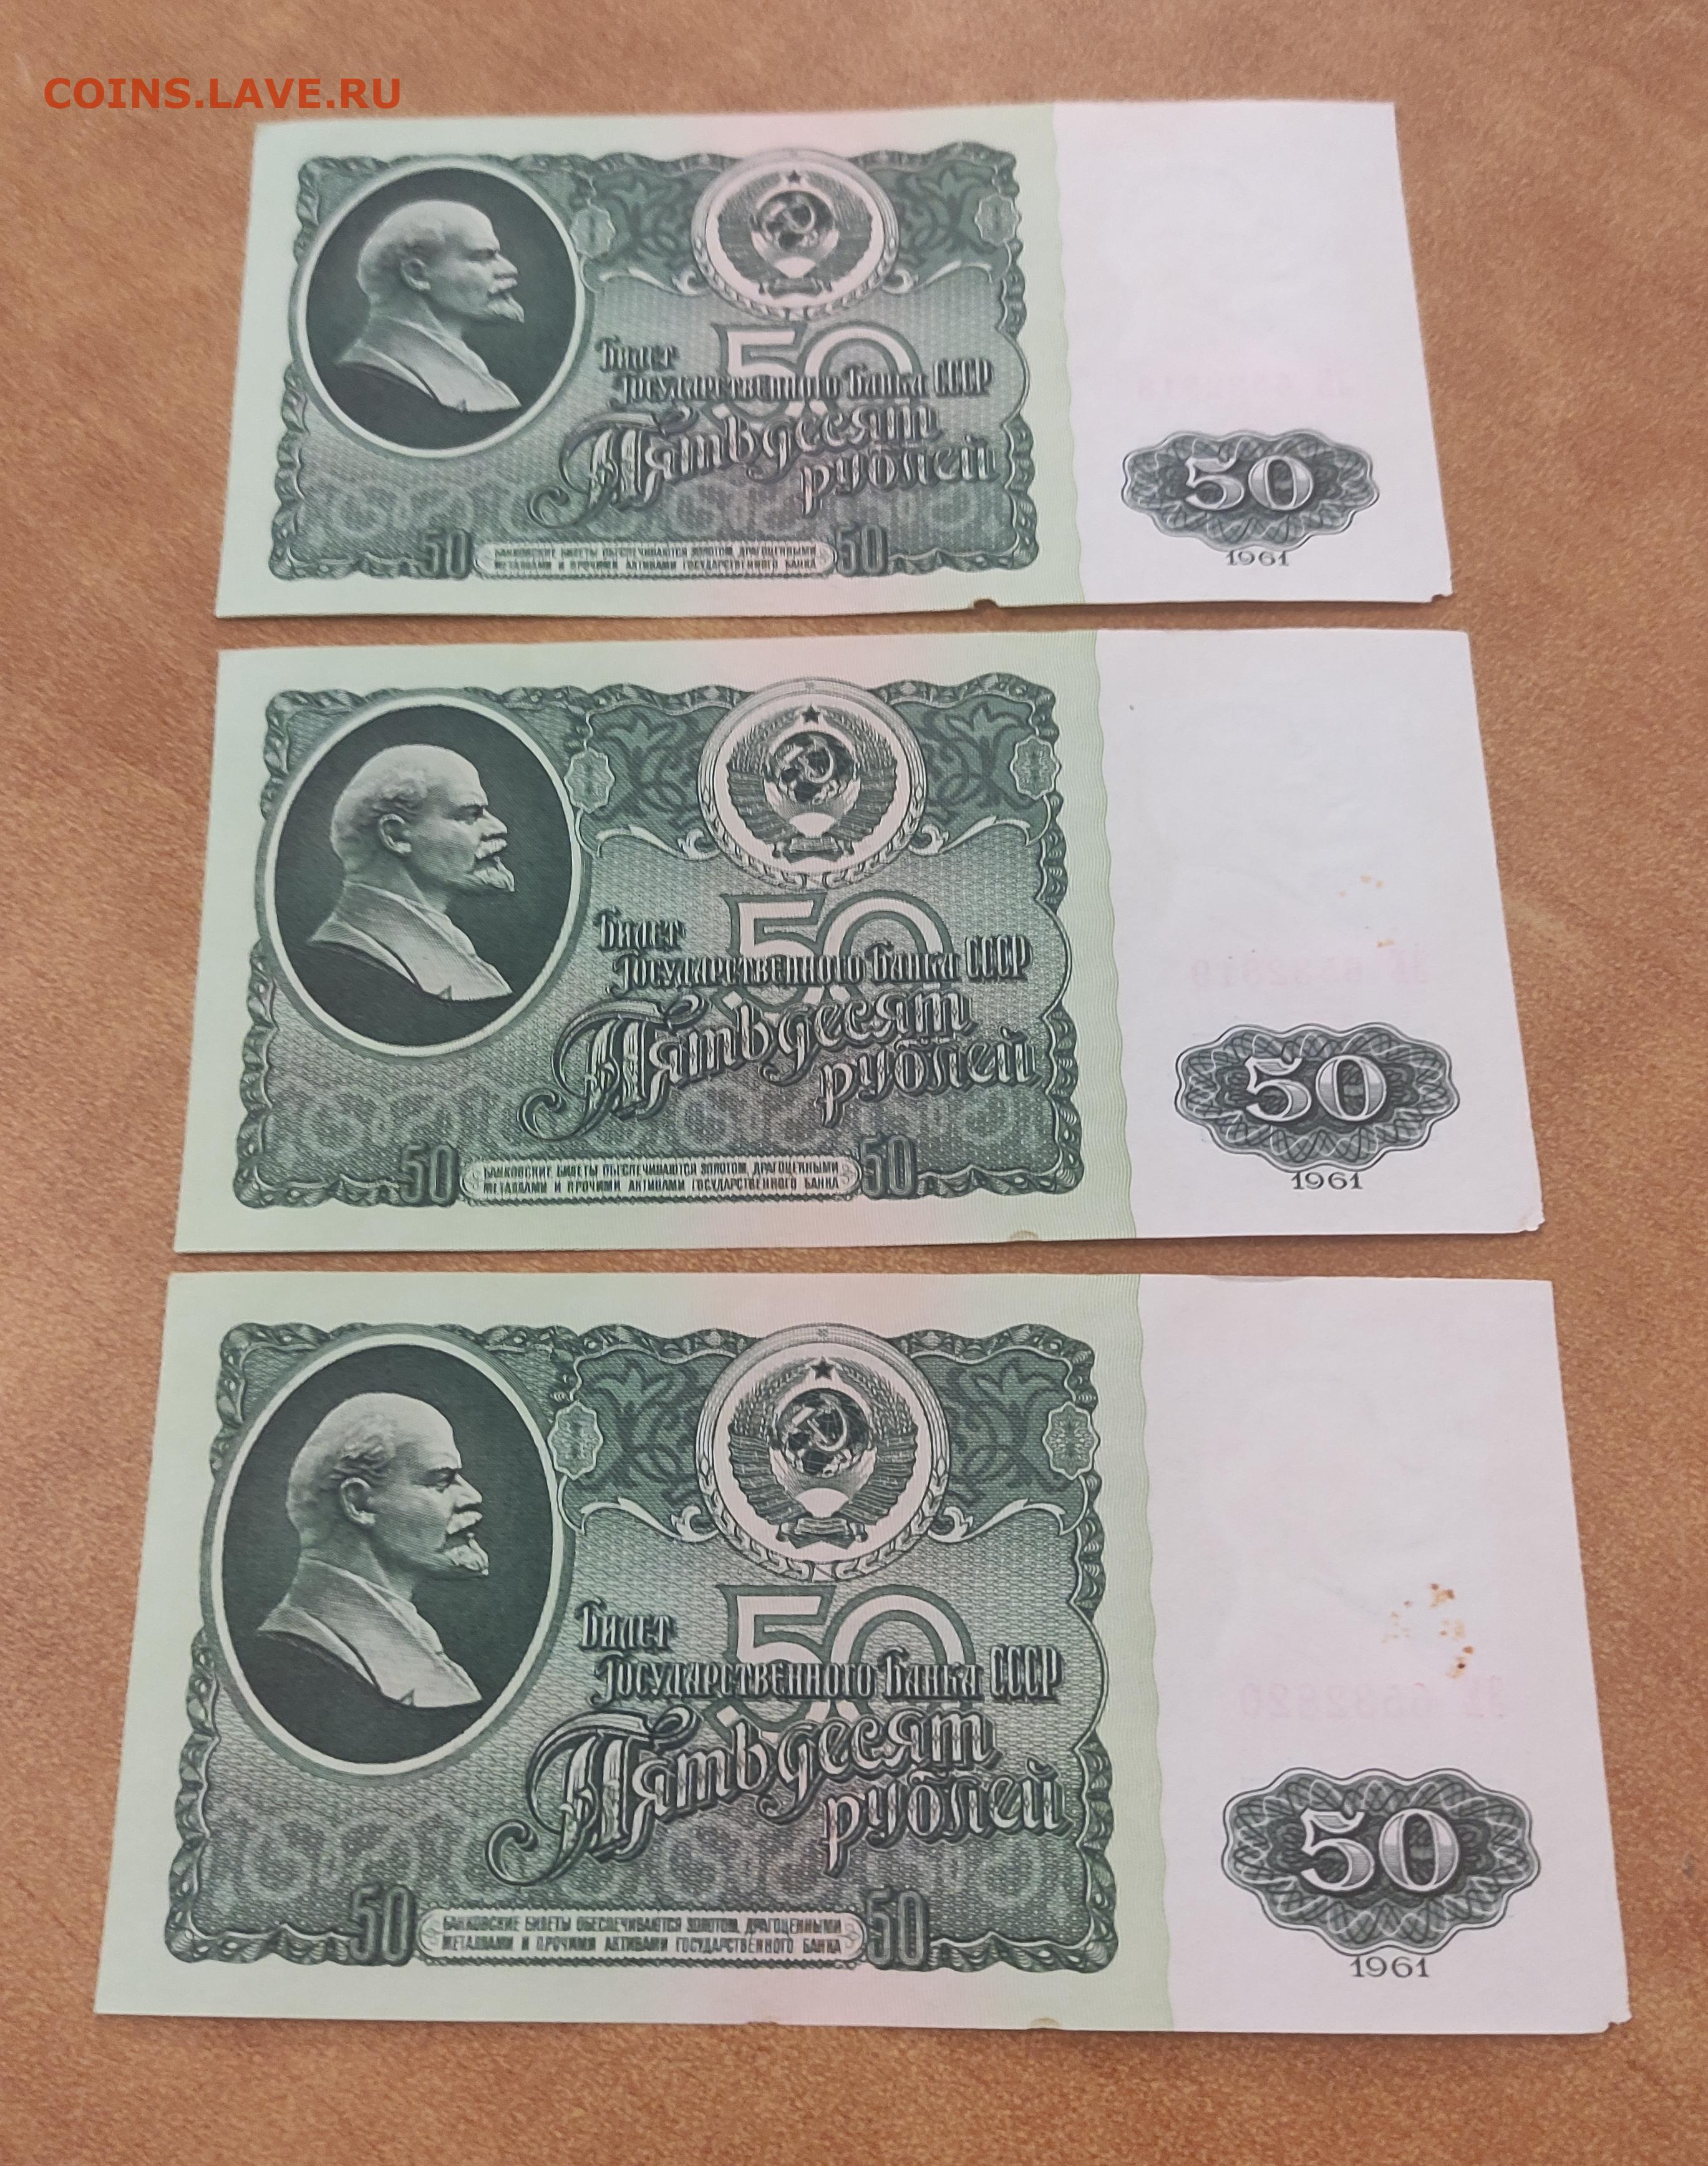 COINS.LAVE.RU
50
Билет
Государственного Банка СССР
Пятьдесят
рублей
50
БАНКОВСКИЕ БИЛЕТЫ ОБЕСПЕЧИВАЮТСЯ ЗОЛОТОМ, ДРАГОЦЕННЫМИ
МЕТАЛЛАМИ И ПРОЧИМИ АКТИВАМИ ГОСУДАРСТВЕННОГО БАНКА
50
50
1961
50
Билет
Государственного Банка СССР
Пятьдесят
рублей
50
БАНКОВСКИЕ БИЛЕТЫ ОБЕСПЕЧИВАЮТСЯ ЗОЛОТОМ, ДРАГОЦЕННЫМИ
МЕТАЛЛАМИ И ПРОЧИМИ АКТИВАМИ ГОСУДАРСТВЕННОГО БАНКА
50
50
1961
50
Билет
Государственного Банка СССР
Пятьдесят
рублей
50
БАНКОВСКИЕ БИЛЕТЫ ОБЕСПЕЧИВАЮТСЯ ЗОЛОТОМ, ДРАГОЦЕННЫМИ
МЕТАЛЛАМИ И ПРОЧИМИ АКТИВАМИ ГОСУДАРСТВЕННОГО БАНКА
50
50
1961